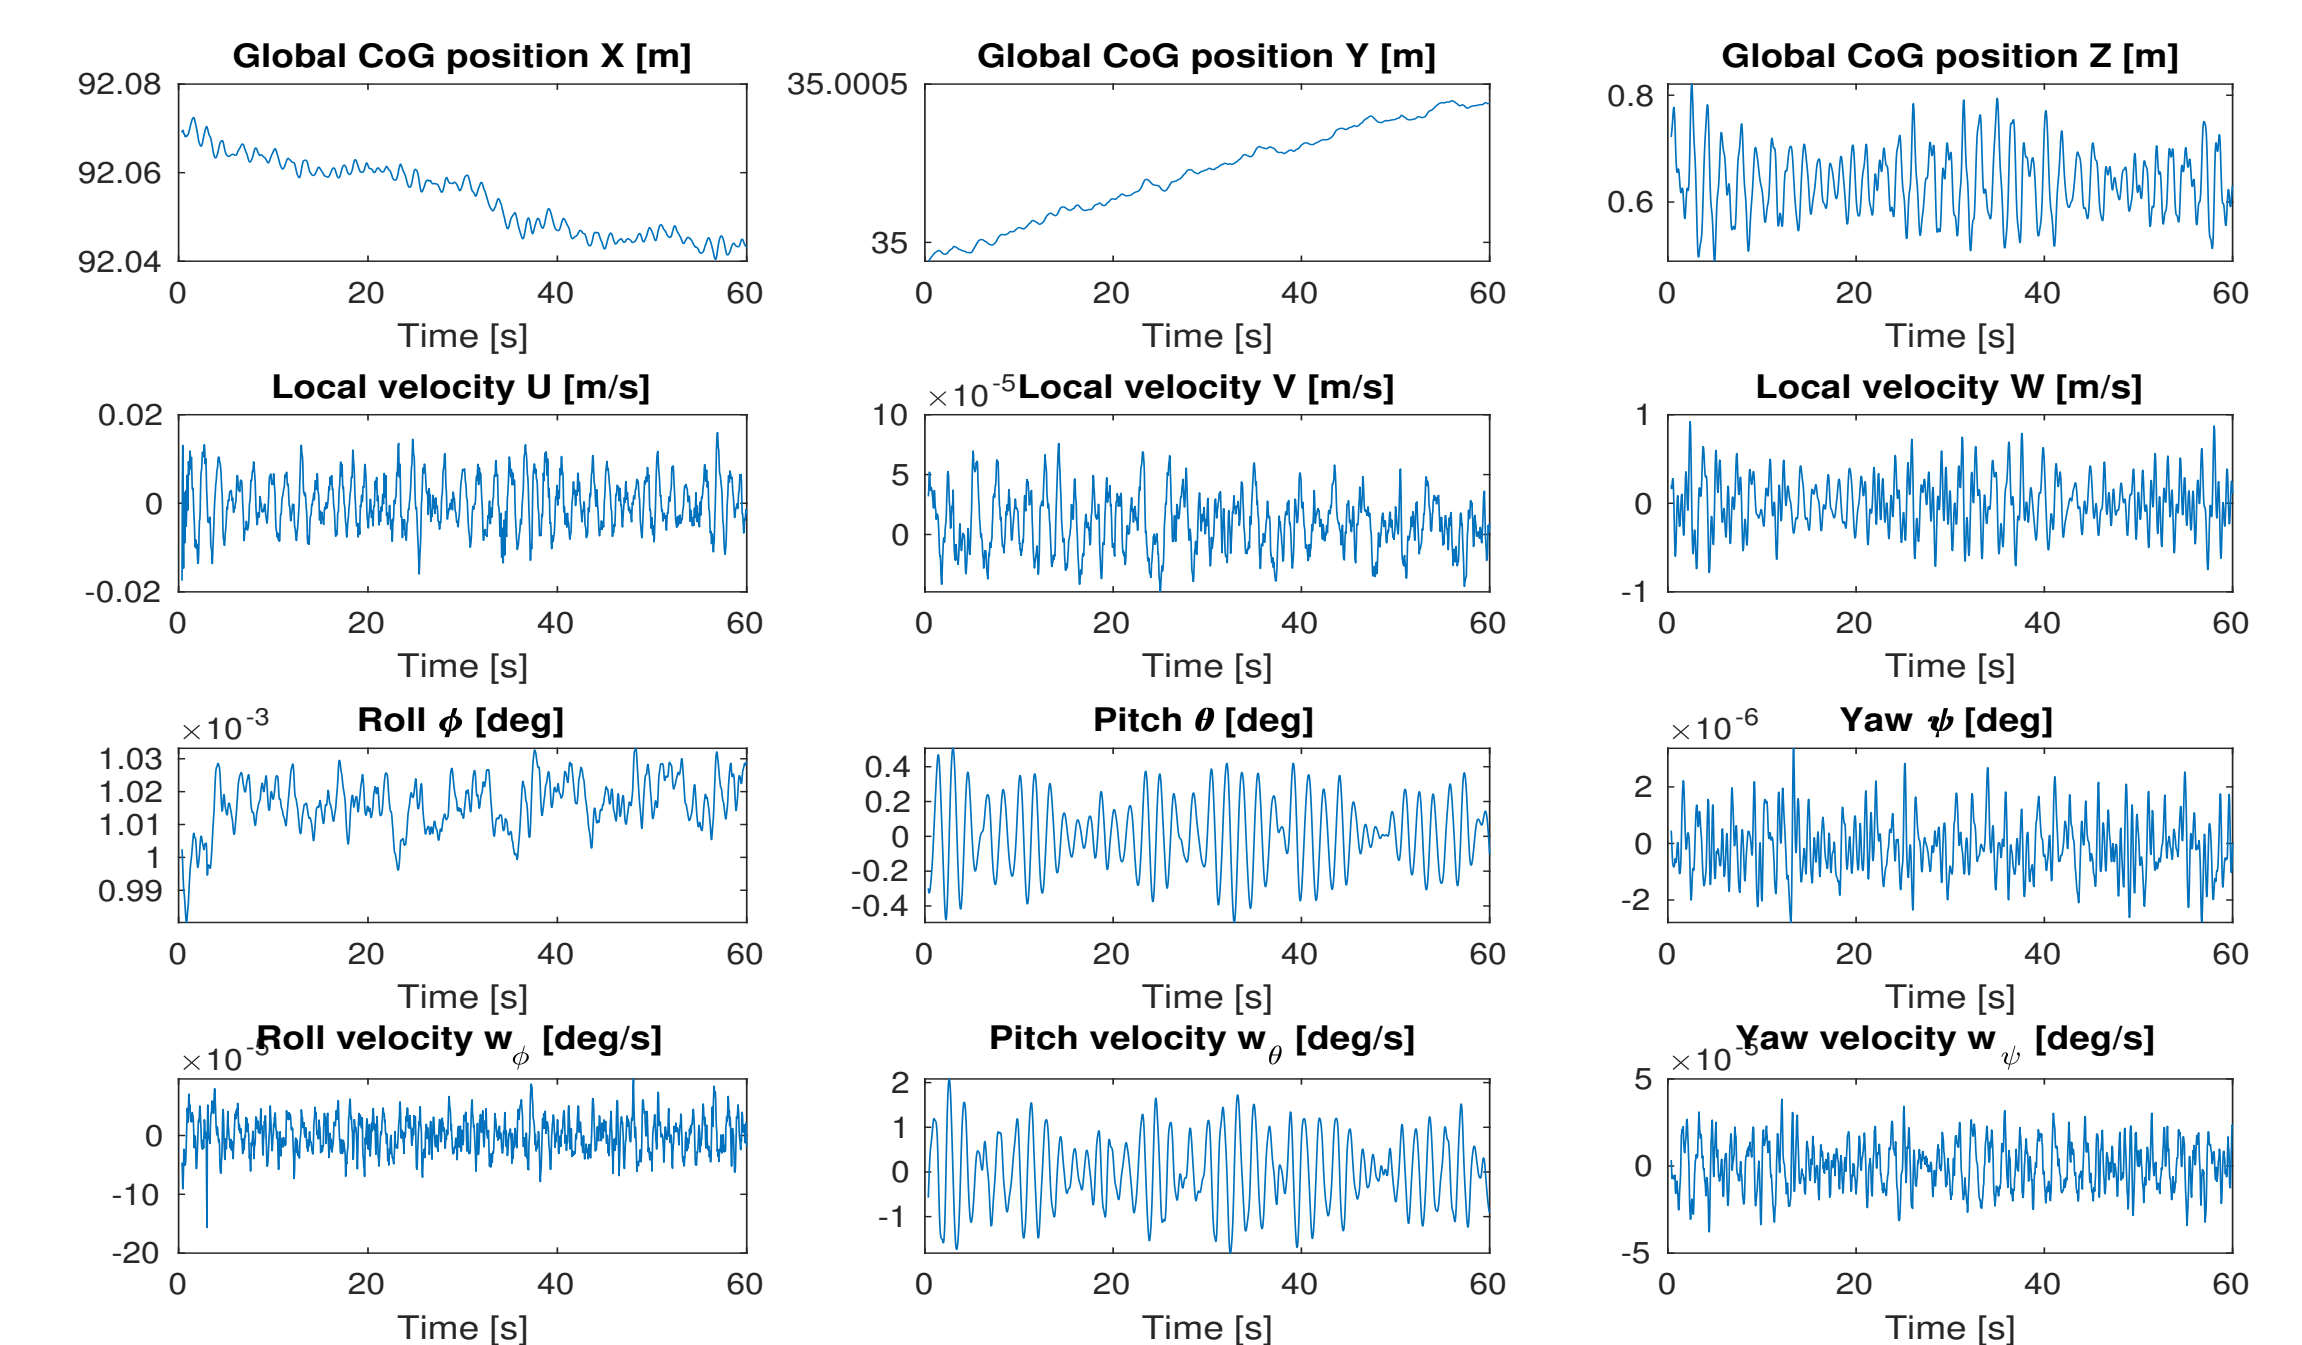 Global CoG position X [m]
92.08
92.06
92.04
0 20 40 60
Time [s]
Global CoG position Y [m]
35.0005
35
0 20 40 60
Time [s]
Global CoG position Z [m]
0.8
0.6
0 20 40 60
Time [s]
Local velocity U [m/s]
0.02
0
-0.02
0 20 40 60
Time [s]
×10^-5 Local velocity V [m/s]
10
5
0
0 20 40 60
Time [s]
Local velocity W [m/s]
1
0
-1
0 20 40 60
Time [s]
Roll ϕ [deg]
×10^-3
1.03
1.02
1.01
1
0.99
0 20 40 60
Time [s]
Pitch θ [deg]
0.4
0.2
0
-0.2
-0.4
0 20 40 60
Time [s]
Yaw ψ [deg]
×10^-6
2
0
-2
0 20 40 60
Time [s]
Roll velocity w_ϕ [deg/s]
×10^-5
0
-10
-20
0 20 40 60
Time [s]
Pitch velocity w_θ [deg/s]
2
1
0
-1
0 20 40 60
Time [s]
Yaw velocity w_ψ [deg/s]
×10^-5
5
0
-5
0 20 40 60
Time [s]